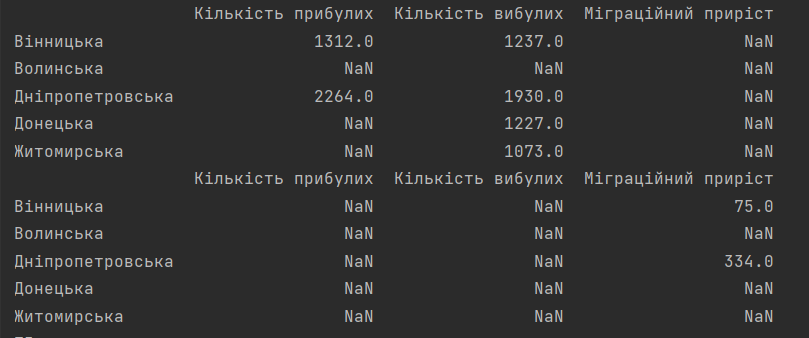 Кількість прибулих Кількість вибулих Міграційний приріст
Вінницька 1312.0 1237.0 NaN
Волинська NaN NaN NaN
Дніпропетровська 2264.0 1930.0 NaN
Донецька NaN 1227.0 NaN
Житомирська NaN 1073.0 NaN
Кількість прибулих Кількість вибулих Міграційний приріст
Вінницька NaN NaN 75.0
Волинська NaN NaN NaN
Дніпропетровська NaN NaN 334.0
Донецька NaN NaN NaN
Житомирська NaN NaN NaN